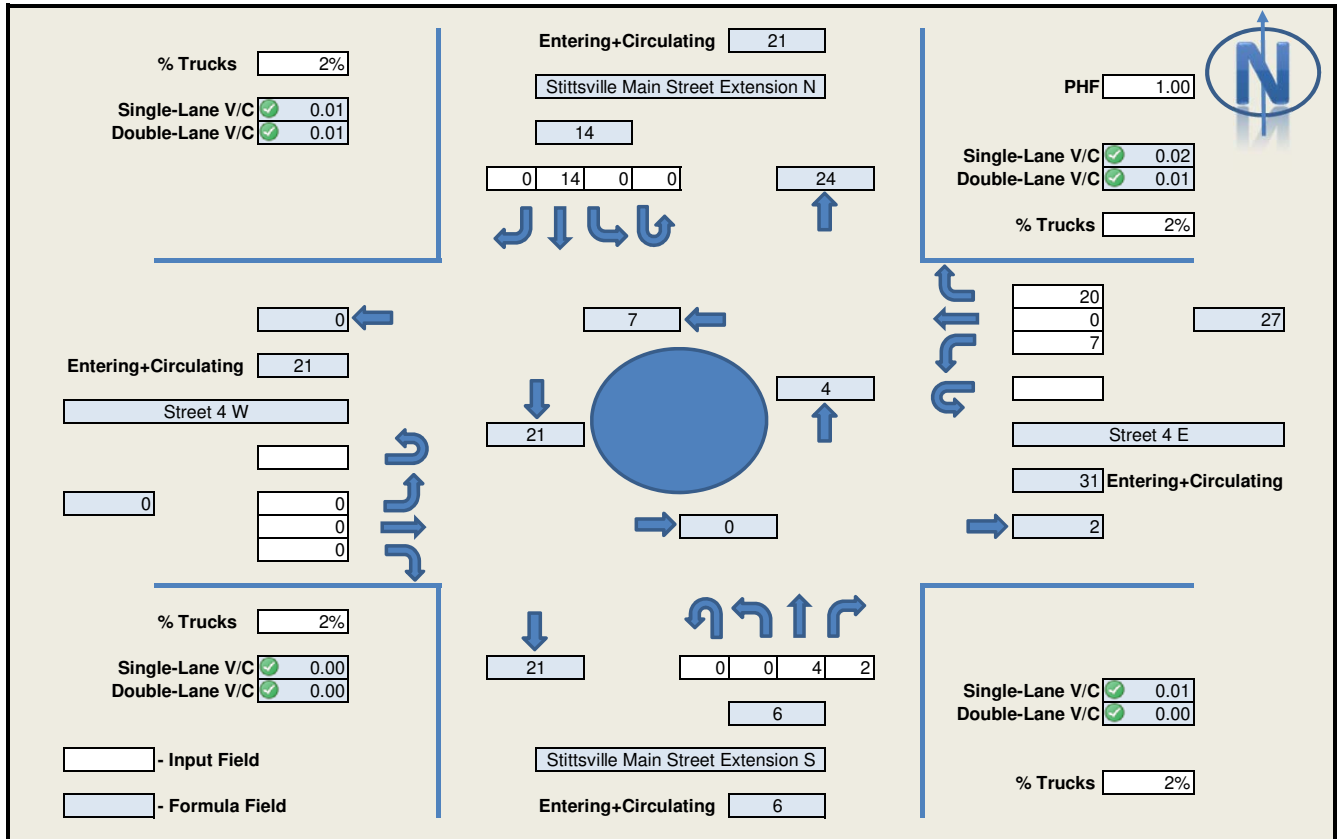 Entering+Circulating 21
% Trucks 2%
Stittsville Main Street Extension N
PHF 1.00
N
Single-Lane V/C 0.01
Double-Lane V/C 0.01
14
Single-Lane V/C 0.02
Double-Lane V/C 0.01
0 14 0 0
24
% Trucks 2%
20
0
7
27
0
7
Entering+Circulating 21
4
Street 4 W
21
Street 4 E
31 Entering+Circulating
0
0
0
0
0
2
% Trucks 2%
21
0 0 4 2
Single-Lane V/C 0.00
Double-Lane V/C 0.00
Single-Lane V/C 0.01
Double-Lane V/C 0.00
6
- Input Field
Stittsville Main Street Extension S
% Trucks 2%
- Formula Field
Entering+Circulating 6